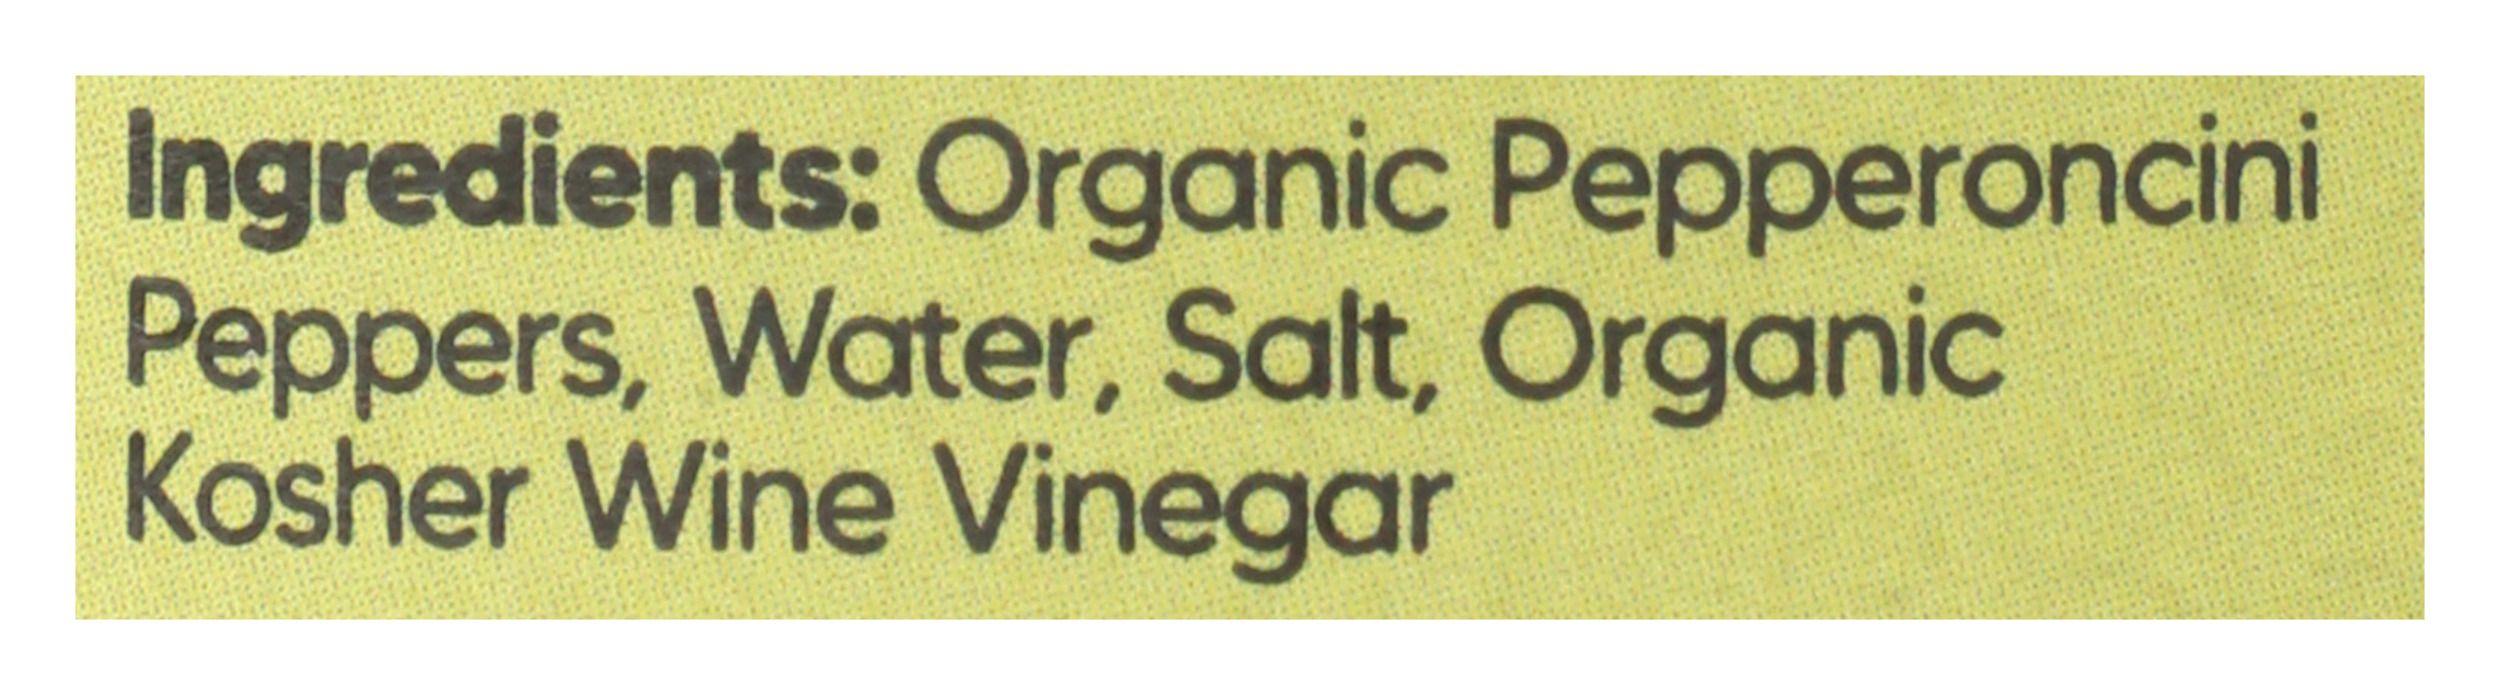 Ingredients: Organic Pepperoncini
Peppers, Water, Salt, Organic
Kosher Wine Vinegar